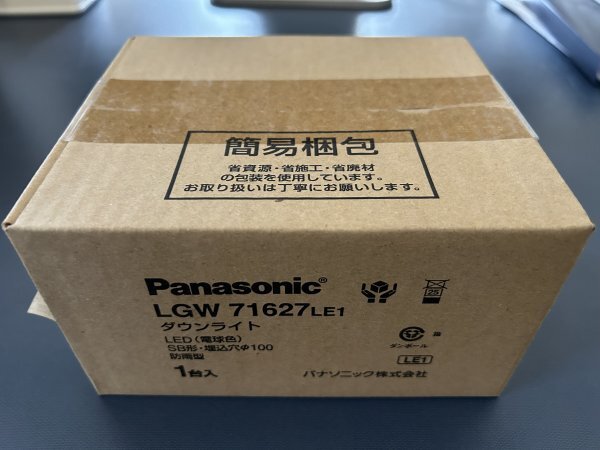 簡易梱包
省資源・省施工・省廃材
の包装を使用しています。
お取り扱いは丁寧にお願いします。
Panasonic®
LGW 71627LE1
ダウンライト
LED(電球色)
SB形・埋込穴Φ100
防雨型
1台入
25
ダンボール
箱
LE1
パナソニック株式会社